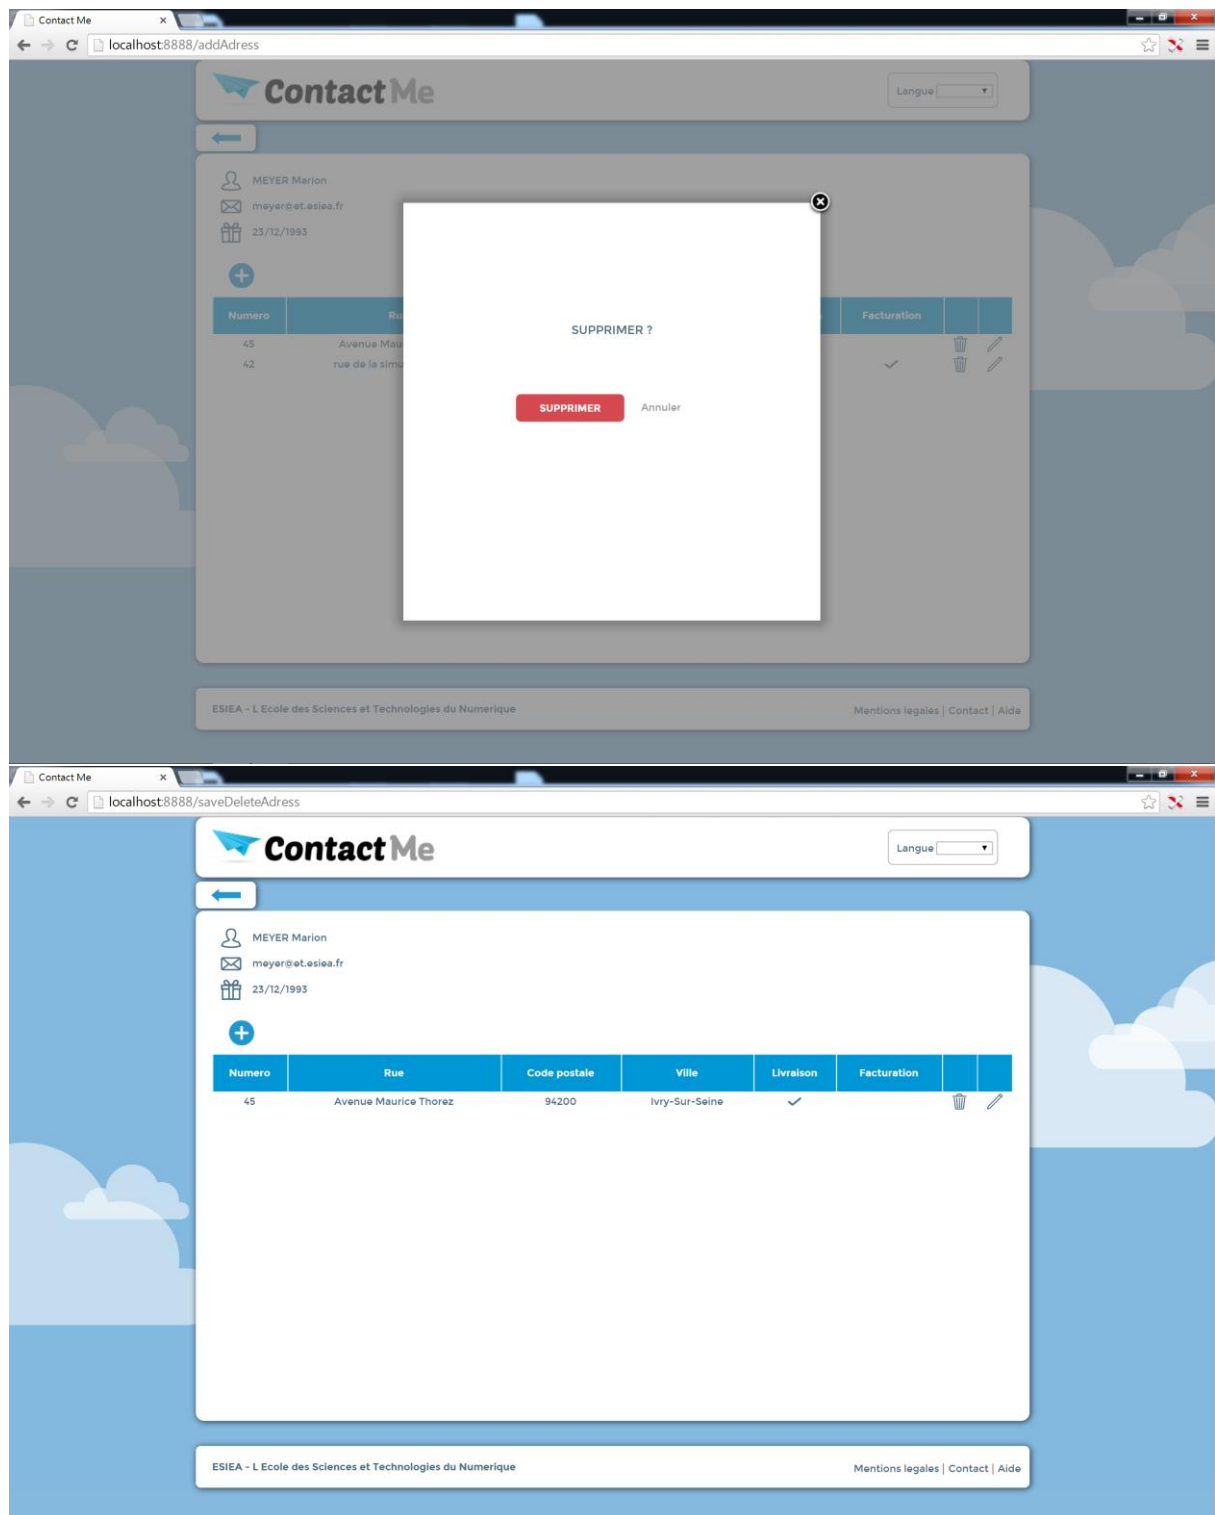 Contact Me
localhost:8888/addAdress
Contact Me
Langue
MEYER Marion
meyer@et.esiea.fr
23/12/1993
Numero Facturation
45 Avenue
42 rue de la
SUPPRIMER ?
SUPPRIMER Annuler
ESIEA - L Ecole des Sciences et Technologies du Numerique
Mentions legales | Contact | Aide
Contact Me
localhost:8888/saveDeleteAdress
Contact Me
Langue
MEYER Marion
meyer@et.esiea.fr
23/12/1993
Numero Rue Code postale Ville Livraison Facturation
45 Avenue Maurice Thorez 94200 Ivry-Sur-Seine
ESIEA - L Ecole des Sciences et Technologies du Numerique
Mentions legales | Contact | Aide